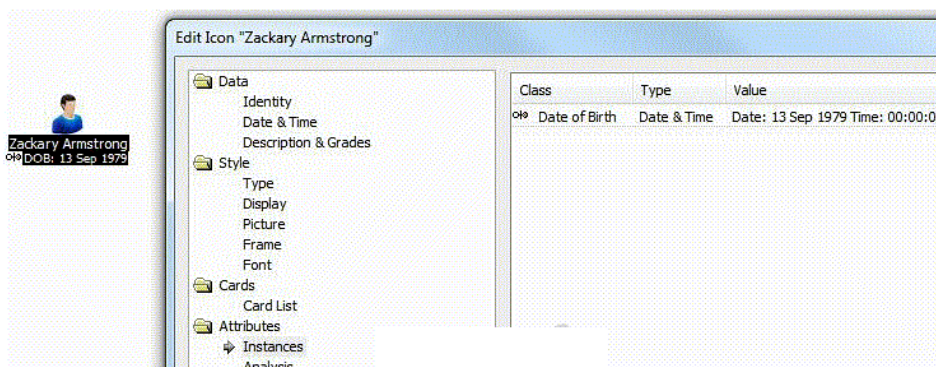 Edit Icon "Zackary Armstrong"
Zackary Armstrong
DOB: 13 Sep 1979
Data
Identity
Date & Time
Description & Grades
Style
Type
Display
Picture
Frame
Font
Cards
Card List
Attributes
Instances
Analysis
Class Type Value
Date of Birth Date & Time Date: 13 Sep 1979 Time: 00:00:0